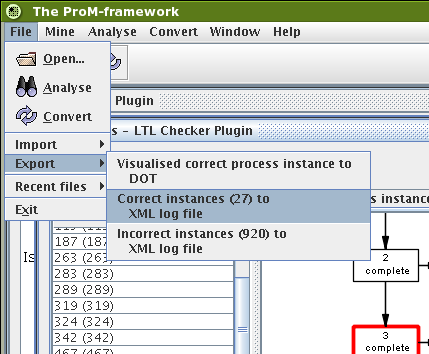 The ProM-framework
File Mine Analyse Convert Window Help
Open...
Analyse
Convert
Import
Export
Recent files
Exit
Plugin
s - LTL Checker Plugin
Visualised correct process instance to
DOT
Correct instances (27) to
XML log file
Incorrect instances (920) to
XML log file
s instance
Is
187 (187)
263 (263)
283 (283)
289 (289)
319 (319)
324 (324)
342 (342)
467 (467)
2
complete
3
complete